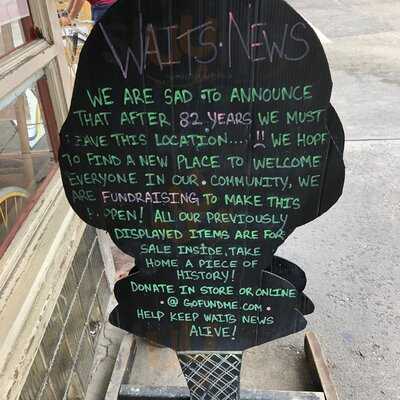 WAITS NEWS
WE ARE SAD TO ANNOUNCE
THAT AFTER 82 YEARS WE MUST
LEAVE THIS LOCATION... !! WE HOPE
TO FIND A NEW PLACE TO WELCOME
EVERYONE IN OUR COMMUNITY, WE
ARE FUNDRAISING TO MAKE THIS
HAPPEN! ALL OUR PREVIOUSLY
DISPLAYED ITEMS ARE FOR
SALE INSIDE, TAKE
HOME A PIECE OF
HISTORY!
DONATE IN STORE OR ONLINE
@ GOFUNDME.COM
HELP KEEP WAITS NEWS
ALIVE!